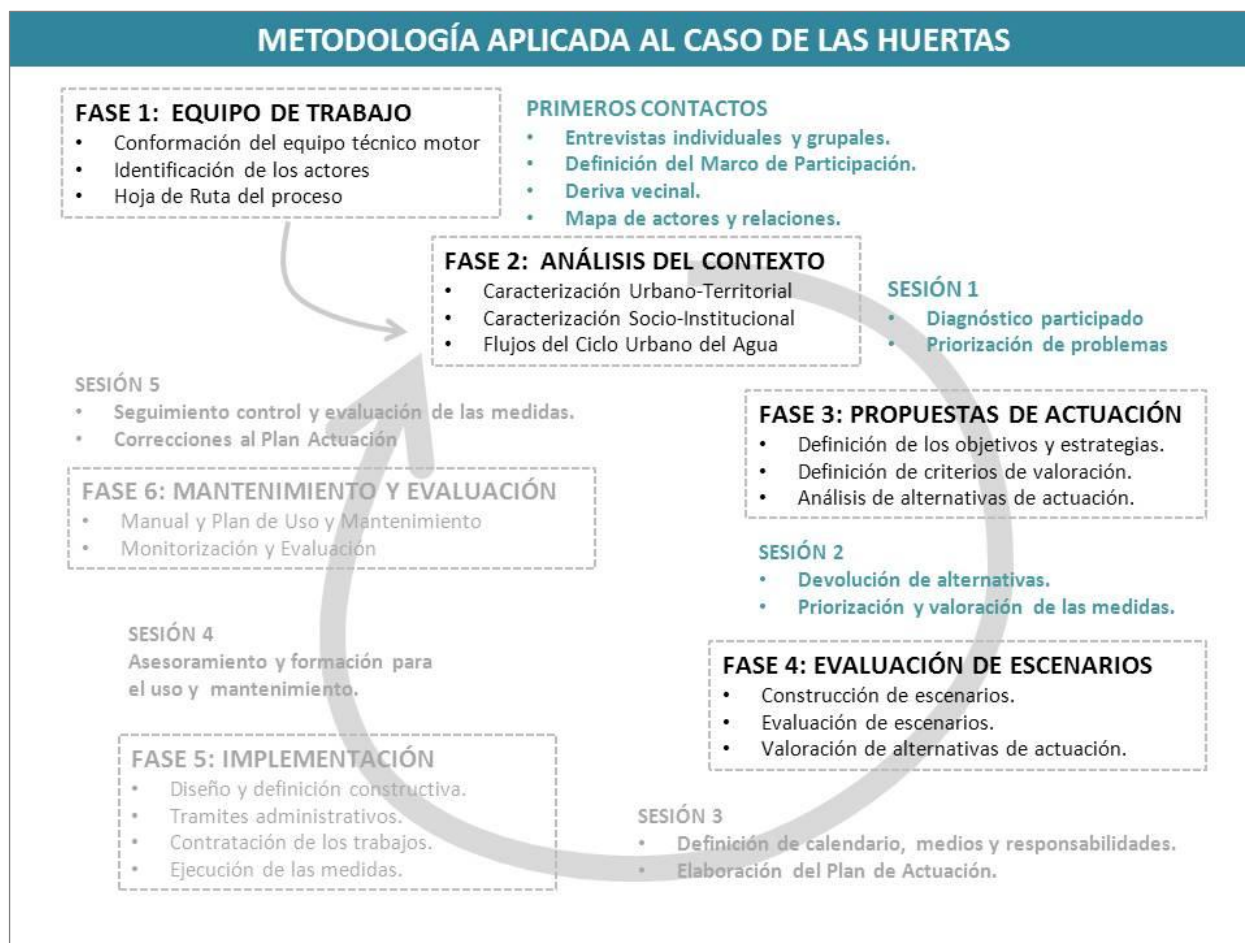 METODOLOGÍA APLICADA AL CASO DE LAS HUERTAS
FASE 1: EQUIPO DE TRABAJO
• Conformación del equipo técnico motor
• Identificación de los actores
• Hoja de Ruta del proceso
PRIMEROS CONTACTOS
• Entrevistas individuales y grupales.
• Definición del Marco de Participación.
• Deriva vecinal.
• Mapa de actores y relaciones.
FASE 2: ANÁLISIS DEL CONTEXTO
• Caracterización Urbano-Territorial
• Caracterización Socio-Institucional
• Flujos del Ciclo Urbano del Agua
SESIÓN 1
• Diagnóstico participado
• Priorización de problemas
FASE 3: PROPUESTAS DE ACTUACIÓN
• Definición de los objetivos y estrategias.
• Definición de criterios de valoración.
• Análisis de alternativas de actuación.
SESIÓN 2
• Devolución de alternativas.
• Priorización y valoración de las medidas.
FASE 4: EVALUACIÓN DE ESCENARIOS
• Construcción de escenarios.
• Evaluación de escenarios.
• Valoración de alternativas de actuación.
SESIÓN 3
• Definición de calendario, medios y responsabilidades.
• Elaboración del Plan de Actuación.
FASE 5: IMPLEMENTACIÓN
• Diseño y definición constructiva.
• Tramites administrativos.
• Contratación de los trabajos.
• Ejecución de las medidas.
SESIÓN 4
Asesoramiento y formación para
el uso y mantenimiento.
FASE 6: MANTENIMIENTO Y EVALUACIÓN
• Manual y Plan de Uso y Mantenimiento
• Monitorización y Evaluación
SESIÓN 5
• Seguimiento control y evaluación de las medidas.
• Correcciones al Plan Actuación